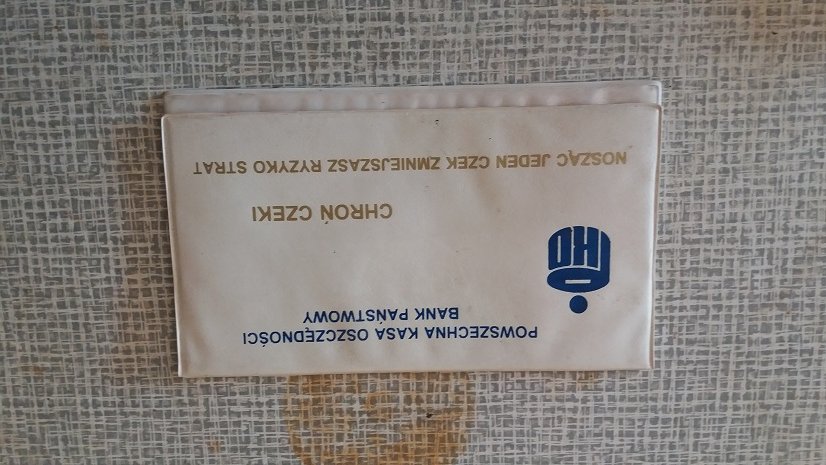 POWSZECHNA KASA OSZCZĘDNOŚCI
BANK PAŃSTWOWY
PKO
CHROŃ CZEKI
NOSZĄC JEDEN CZEK ZMNIEJSZASZ RYZYKO STRAT